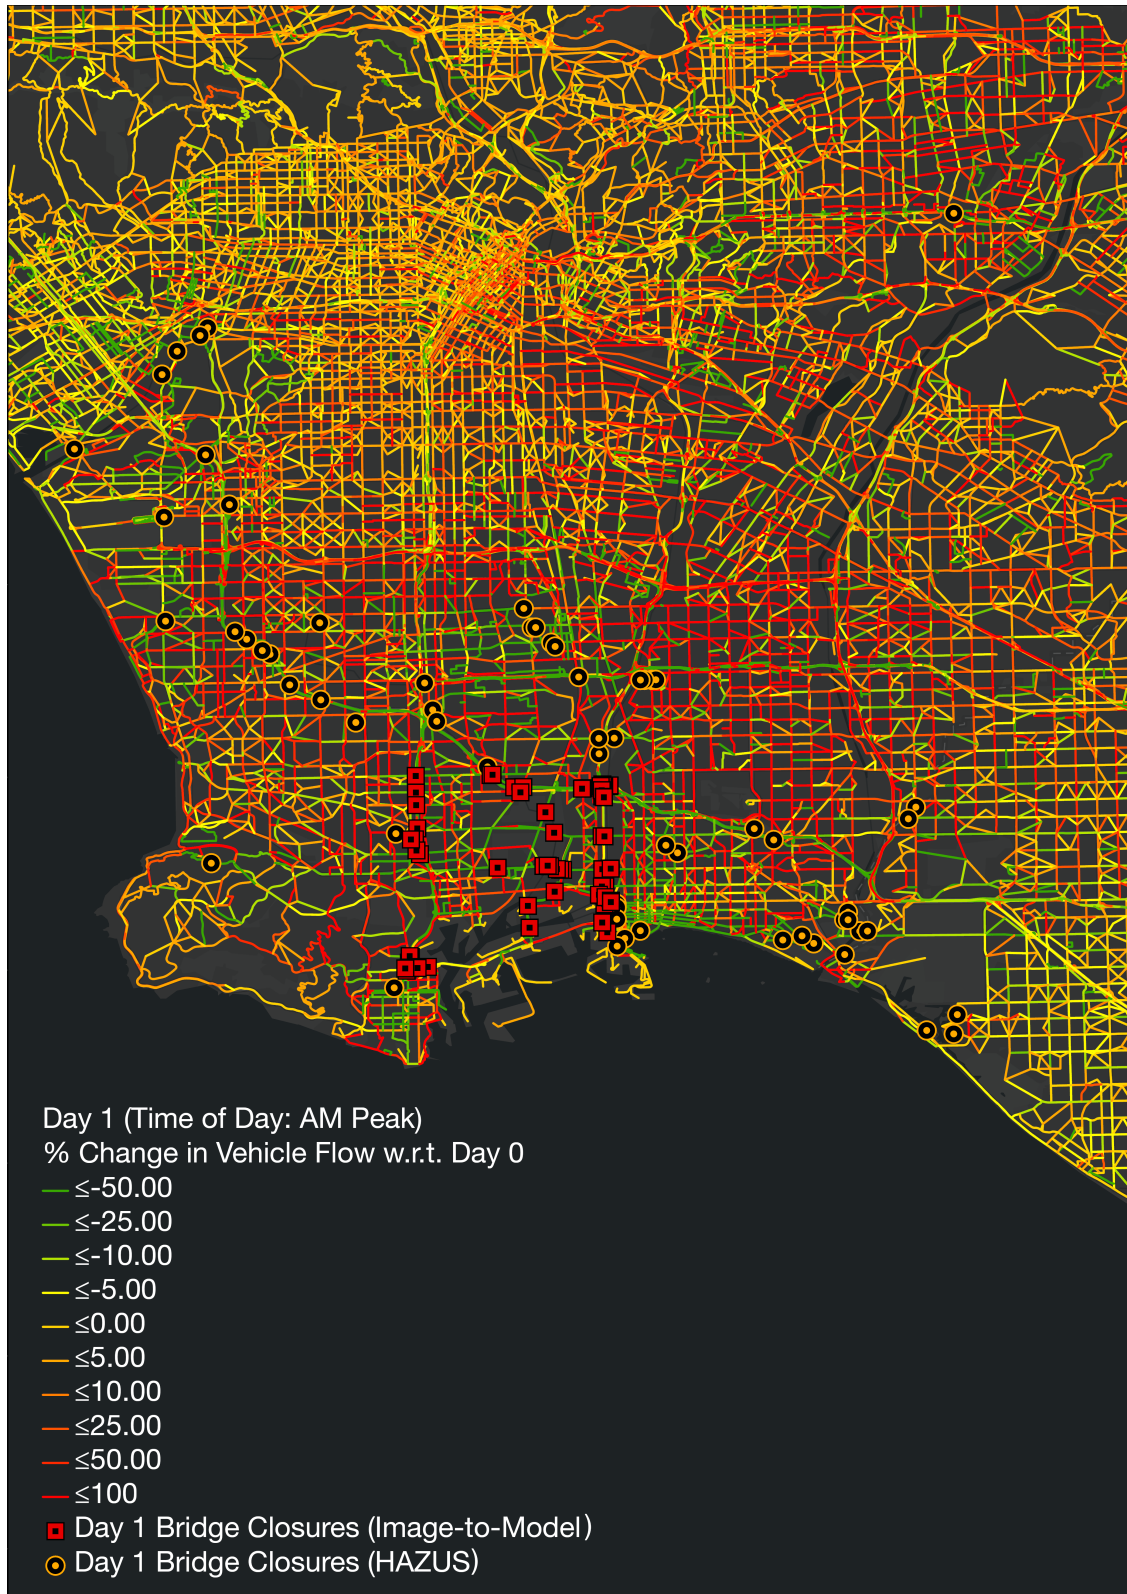 Day 1 (Time of Day: AM Peak)
% Change in Vehicle Flow w.r.t. Day 0
≤-50.00
≤-25.00
≤-10.00
≤-5.00
≤0.00
≤5.00
≤10.00
≤25.00
≤50.00
≤100
Day 1 Bridge Closures (Image-to-Model)
Day 1 Bridge Closures (HAZUS)